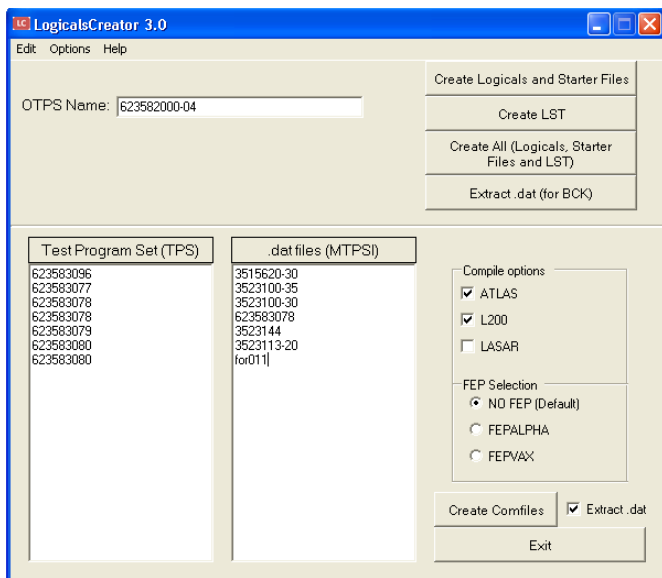 LC LogicalsCreator 3.0
Edit Options Help
OTPS Name: 623582000-04
Create Logicals and Starter Files
Create LST
Create All (Logicals, Starter
Files and LST)
Extract .dat (for BCK)
Test Program Set (TPS)
623583096
623583077
623583078
623583078
623583079
623583080
623583080
.dat files (MTPSI)
3515620-30
3523100-35
3523100-30
623583078
3523144
3523113-20
for011
Compile options
ATLAS
L200
LASAR
FEP Selection
NO FEP (Default)
FEPALPHA
FEPVAX
Create Comfiles
Extract .dat
Exit